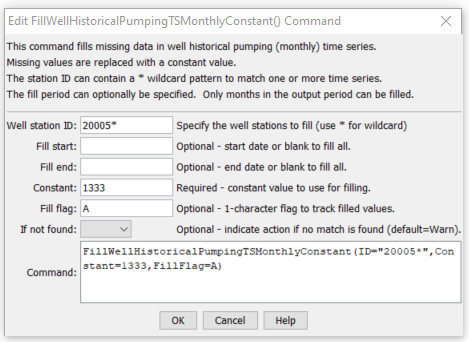 Edit FillWellHistoricalPumpingTSMonthlyConstant() Command
This command fills missing data in well historical pumping (monthly) time series.
Missing values are replaced with a constant value.
The station ID can contain a * wildcard pattern to match one or more time series.
The fill period can optionally be specified.  Only months in the output period can be filled.
Well station ID: 20005* Specify the well stations to fill (use * for wildcard)
Fill start: Optional - start date or blank to fill all.
Fill end: Optional - end date or blank to fill all.
Constant: 1333 Required - constant value to use for filling.
Fill flag: A Optional - 1-character flag to track filled values.
If not found: Optional - indicate action if no match is found (default=Warn).
FillWellHistoricalPumpingTSMonthlyConstant(ID="20005*",Con
Command: stant=1333,FillFlag=A)
OK Cancel Help